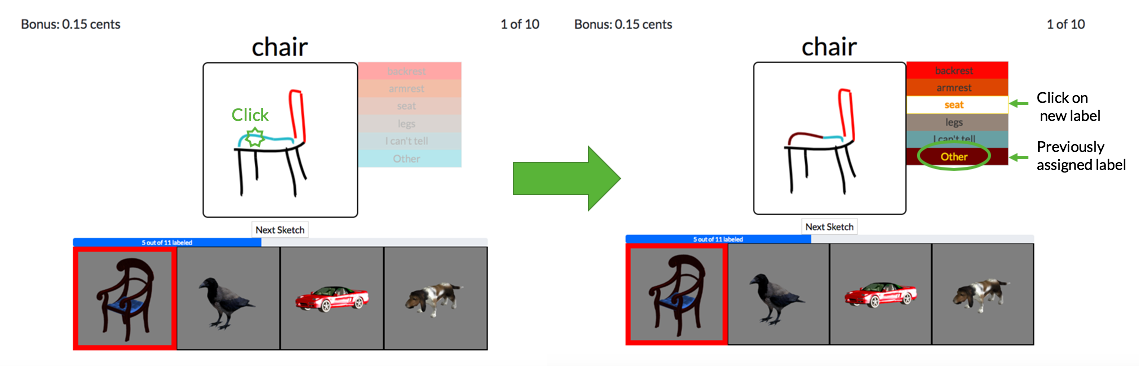 Bonus: 0.15 cents
1 of 10
chair
backrest
armrest
seat
legs
I can't tell
Other
Click
Next Sketch
5 out of 11 labeled
Bonus: 0.15 cents
1 of 10
chair
backrest
armrest
seat
legs
I can't tell
Other
Click on
new label
Previously
assigned label
Next Sketch
5 out of 11 labeled